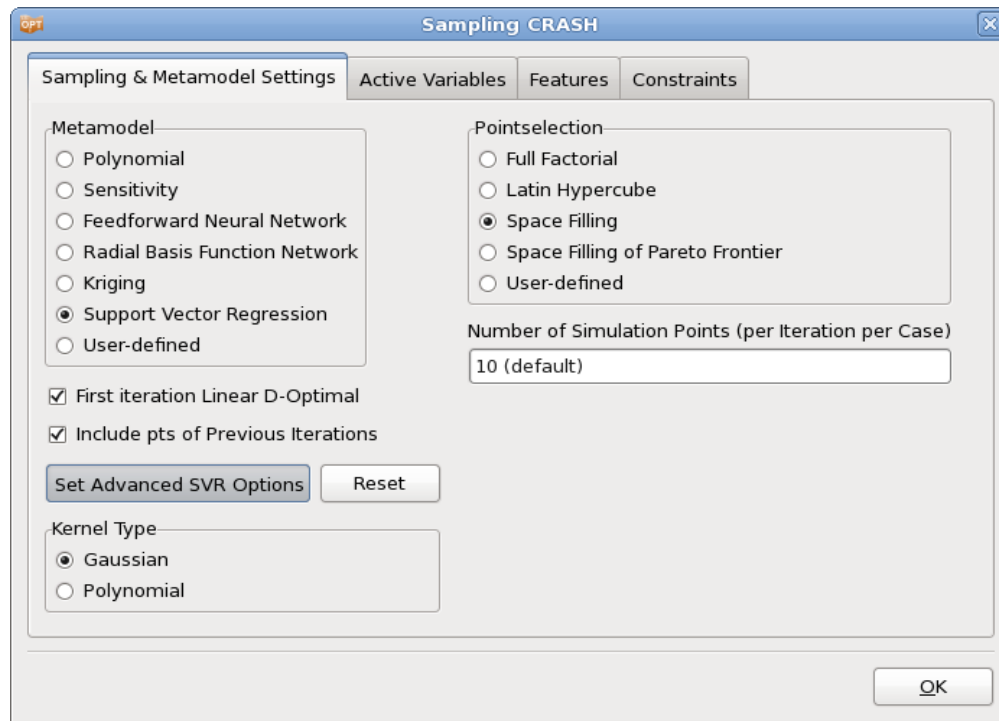 OPT
Sampling CRASH
Sampling & Metamodel Settings
Active Variables
Features
Constraints
Metamodel
Polynomial
Sensitivity
Feedforward Neural Network
Radial Basis Function Network
Kriging
Support Vector Regression
User-defined
First iteration Linear D-Optimal
Include pts of Previous Iterations
Set Advanced SVR Options
Reset
Kernel Type
Gaussian
Polynomial
Pointselection
Full Factorial
Latin Hypercube
Space Filling
Space Filling of Pareto Frontier
User-defined
Number of Simulation Points (per Iteration per Case)
10 (default)
OK